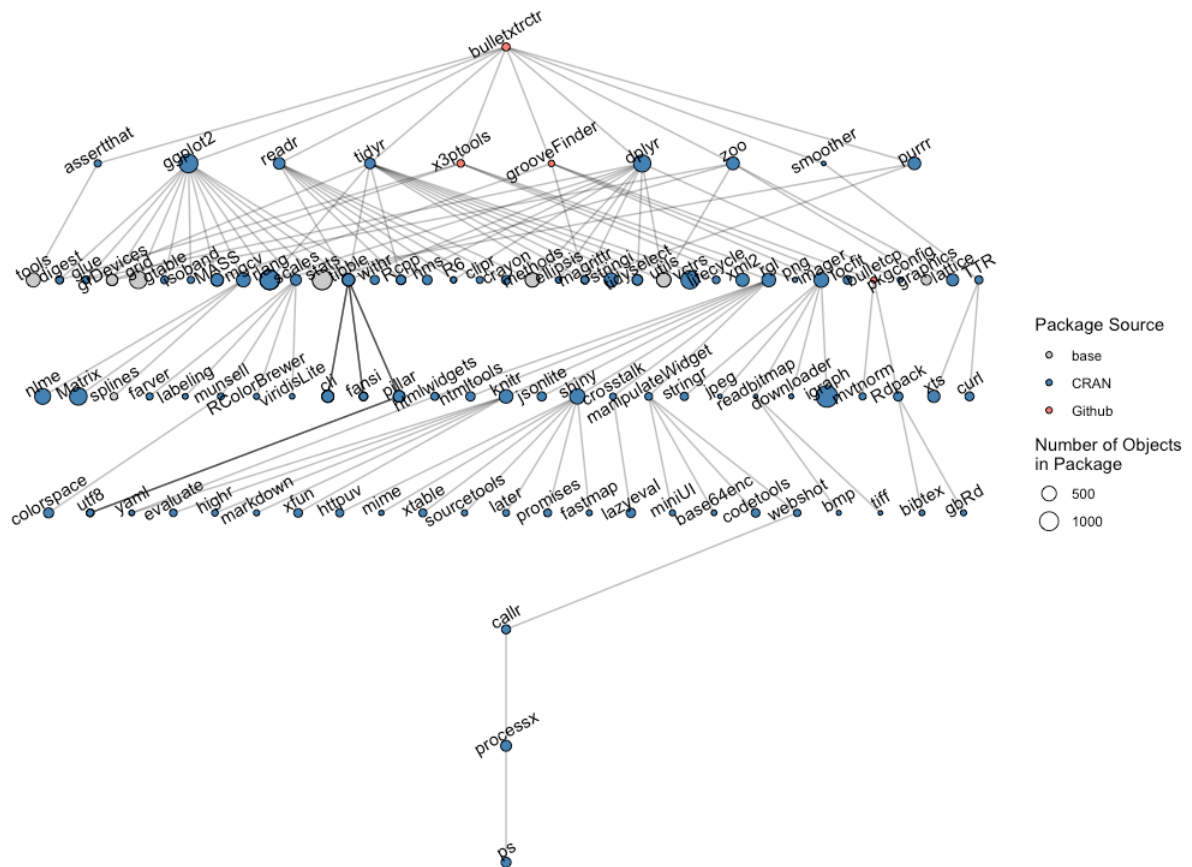 bulletxtrctr
assertthat
ggplot2
readr
tidyr
x3ptools
grooveFinder
dplyr
zoo
smoother
purrr
tools
digest
glue
grDevices
grid
gtable
isoband
MASS
mgcv
rlang
scales
stats
tibble
withr
Rcpp
hms
R6
clipr
crayon
methods
ellipsis
magrittr
stringi
tidyselect
utils
vctrs
lifecycle
xml2
rgl
png
imager
locfit
bulletcp
pkgconfig
graphics
lattice
TTR
nlme
Matrix
splines
farver
labeling
munsell
RColorBrewer
viridisLite
cli
fansi
pillar
htmlwidgets
htmltools
knitr
jsonlite
shiny
crosstalk
manipulateWidget
stringr
jpeg
readbitmap
downloader
igraph
mvtnorm
Rdpack
xts
curl
colorspace
utf8
yaml
evaluate
highr
markdown
xfun
httpuv
mime
xtable
sourcetools
later
promises
fastmap
lazyeval
miniUI
base64enc
codetools
webshot
bmp
tiff
bibtex
gbRd
callr
processx
ps
Package Source
base
CRAN
Github
Number of Objects
in Package
500
1000